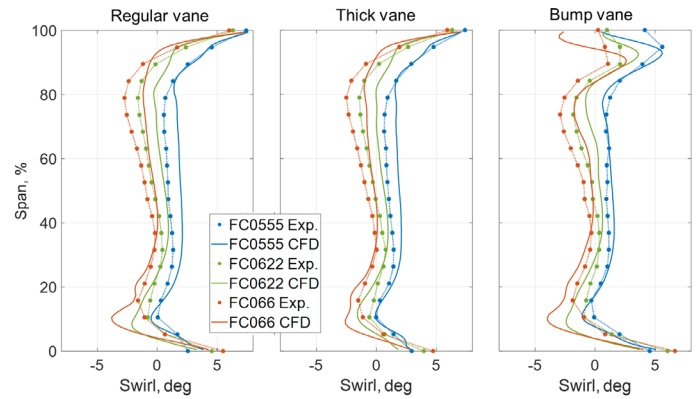 Regular vane
Thick vane
Bump vane
Span, %
100
80
60
40
20
0
FC0555 Exp.
FC0555 CFD
FC0622 Exp.
FC0622 CFD
FC066 Exp.
FC066 CFD
-5 0 5
-5 0 5
-5 0 5
Swirl, deg
Swirl, deg
Swirl, deg